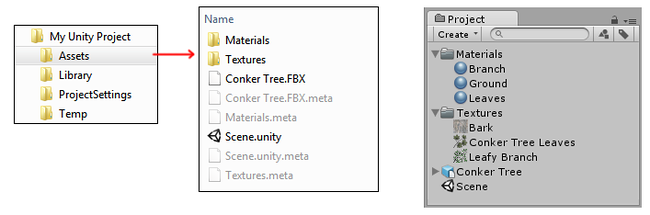 My Unity Project
Assets
Library
ProjectSettings
Temp
Name
Materials
Textures
Conker Tree.FBX
Conker Tree.FBX.meta
Materials.meta
Scene.unity
Scene.unity.meta
Textures.meta
Project
Create
Materials
Branch
Ground
Leaves
Textures
Bark
Conker Tree Leaves
Leafy Branch
Conker Tree
Scene